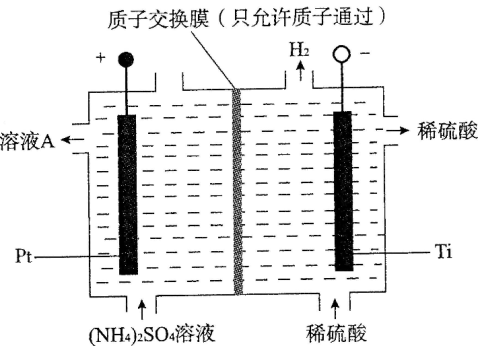 质子交换膜（只允许质子通过）
+
H₂
−
溶液A
稀硫酸
Pt
Ti
(NH₄)₂SO₄溶液
稀硫酸